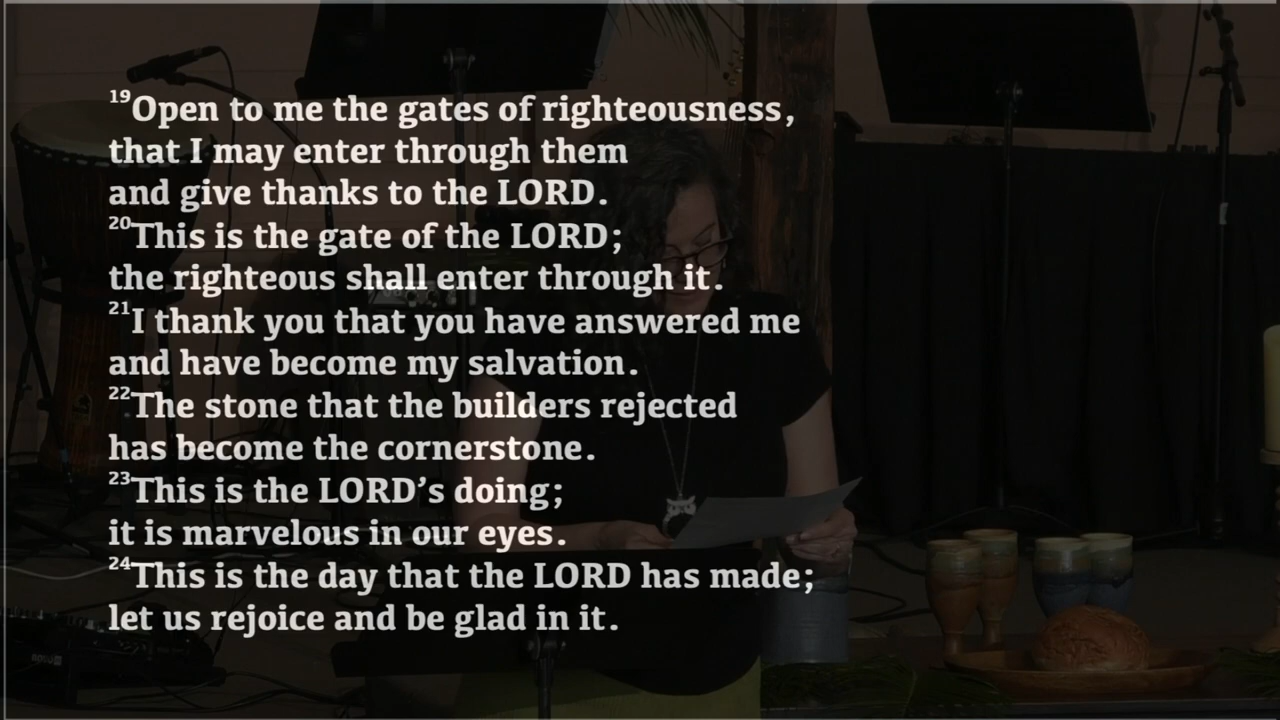 19Open to me the gates of righteousness,
that I may enter through them
and give thanks to the LORD.
20This is the gate of the LORD;
the righteous shall enter through it.
21I thank you that you have answered me
and have become my salvation.
22The stone that the builders rejected
has become the cornerstone.
23This is the LORD’s doing;
it is marvelous in our eyes.
24This is the day that the LORD has made;
let us rejoice and be glad in it.